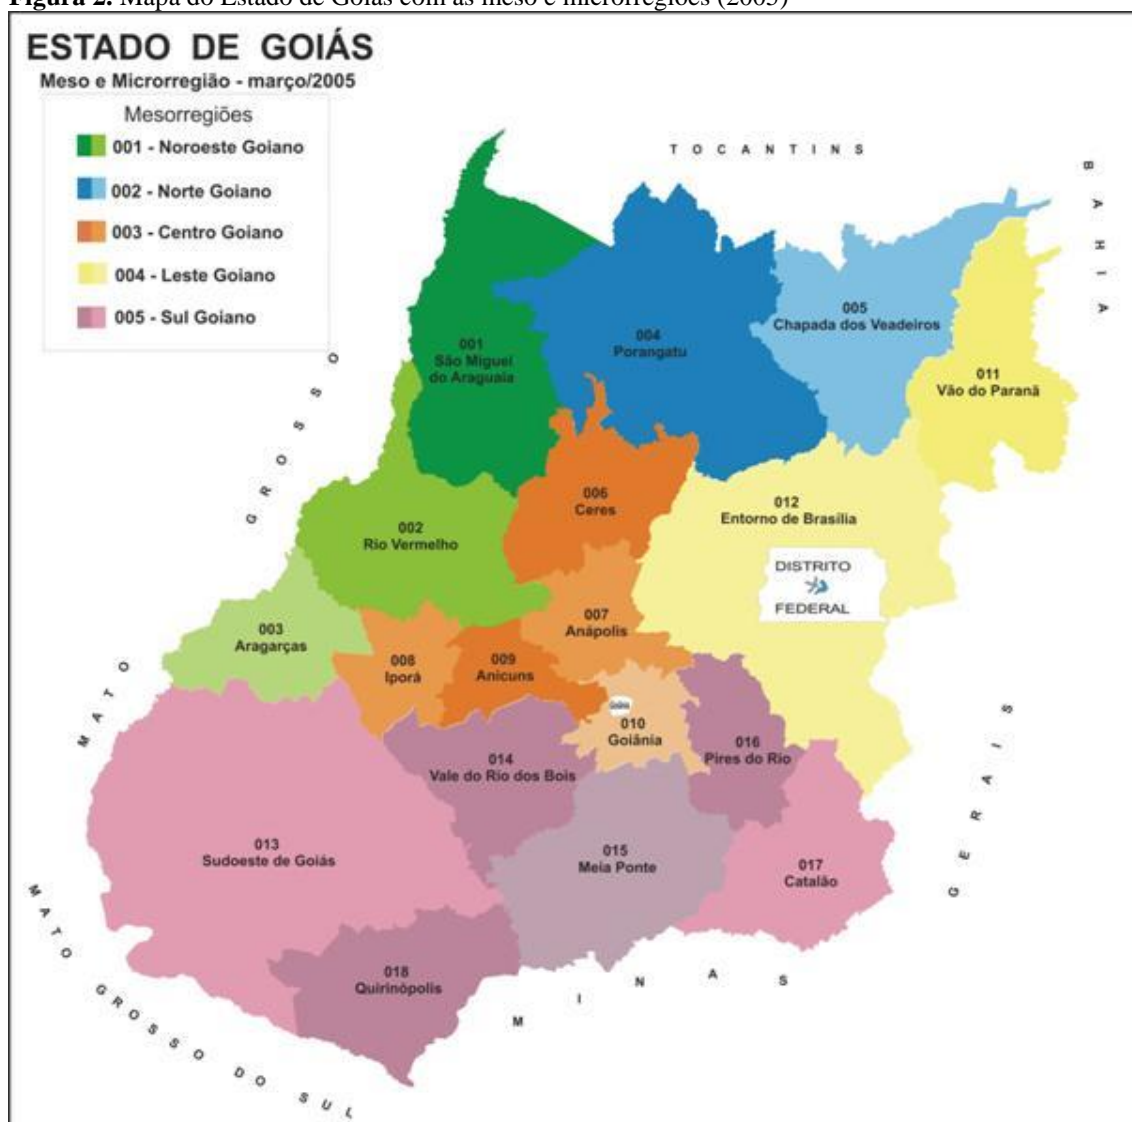 Figura 2. Mapa do Estado de Goiás com as meso e microrregiões (2005)
ESTADO DE GOIÁS
Meso e Microrregião - março/2005
Mesorregiões
001 - Noroeste Goiano
002 - Norte Goiano
003 - Centro Goiano
004 - Leste Goiano
005 - Sul Goiano
TOCANTINS
BAHIA
MATO GROSSO
GERAIS
MINAS
MATO GROSSO DO SUL
001
São Miguel
do Araguaia
004
Porangatu
005
Chapada dos Veadeiros
011
Vão do Paranã
006
Ceres
012
Entorno de Brasília
002
Rio Vermelho
DISTRITO
FEDERAL
003
Aragarças
007
Anápolis
008
Iporá
009
Anicuns
010
Goiânia
014
Vale do Rio dos Bois
016
Pires do Rio
013
Sudoeste de Goiás
015
Meia Ponte
017
Catalão
018
Quirinópolis